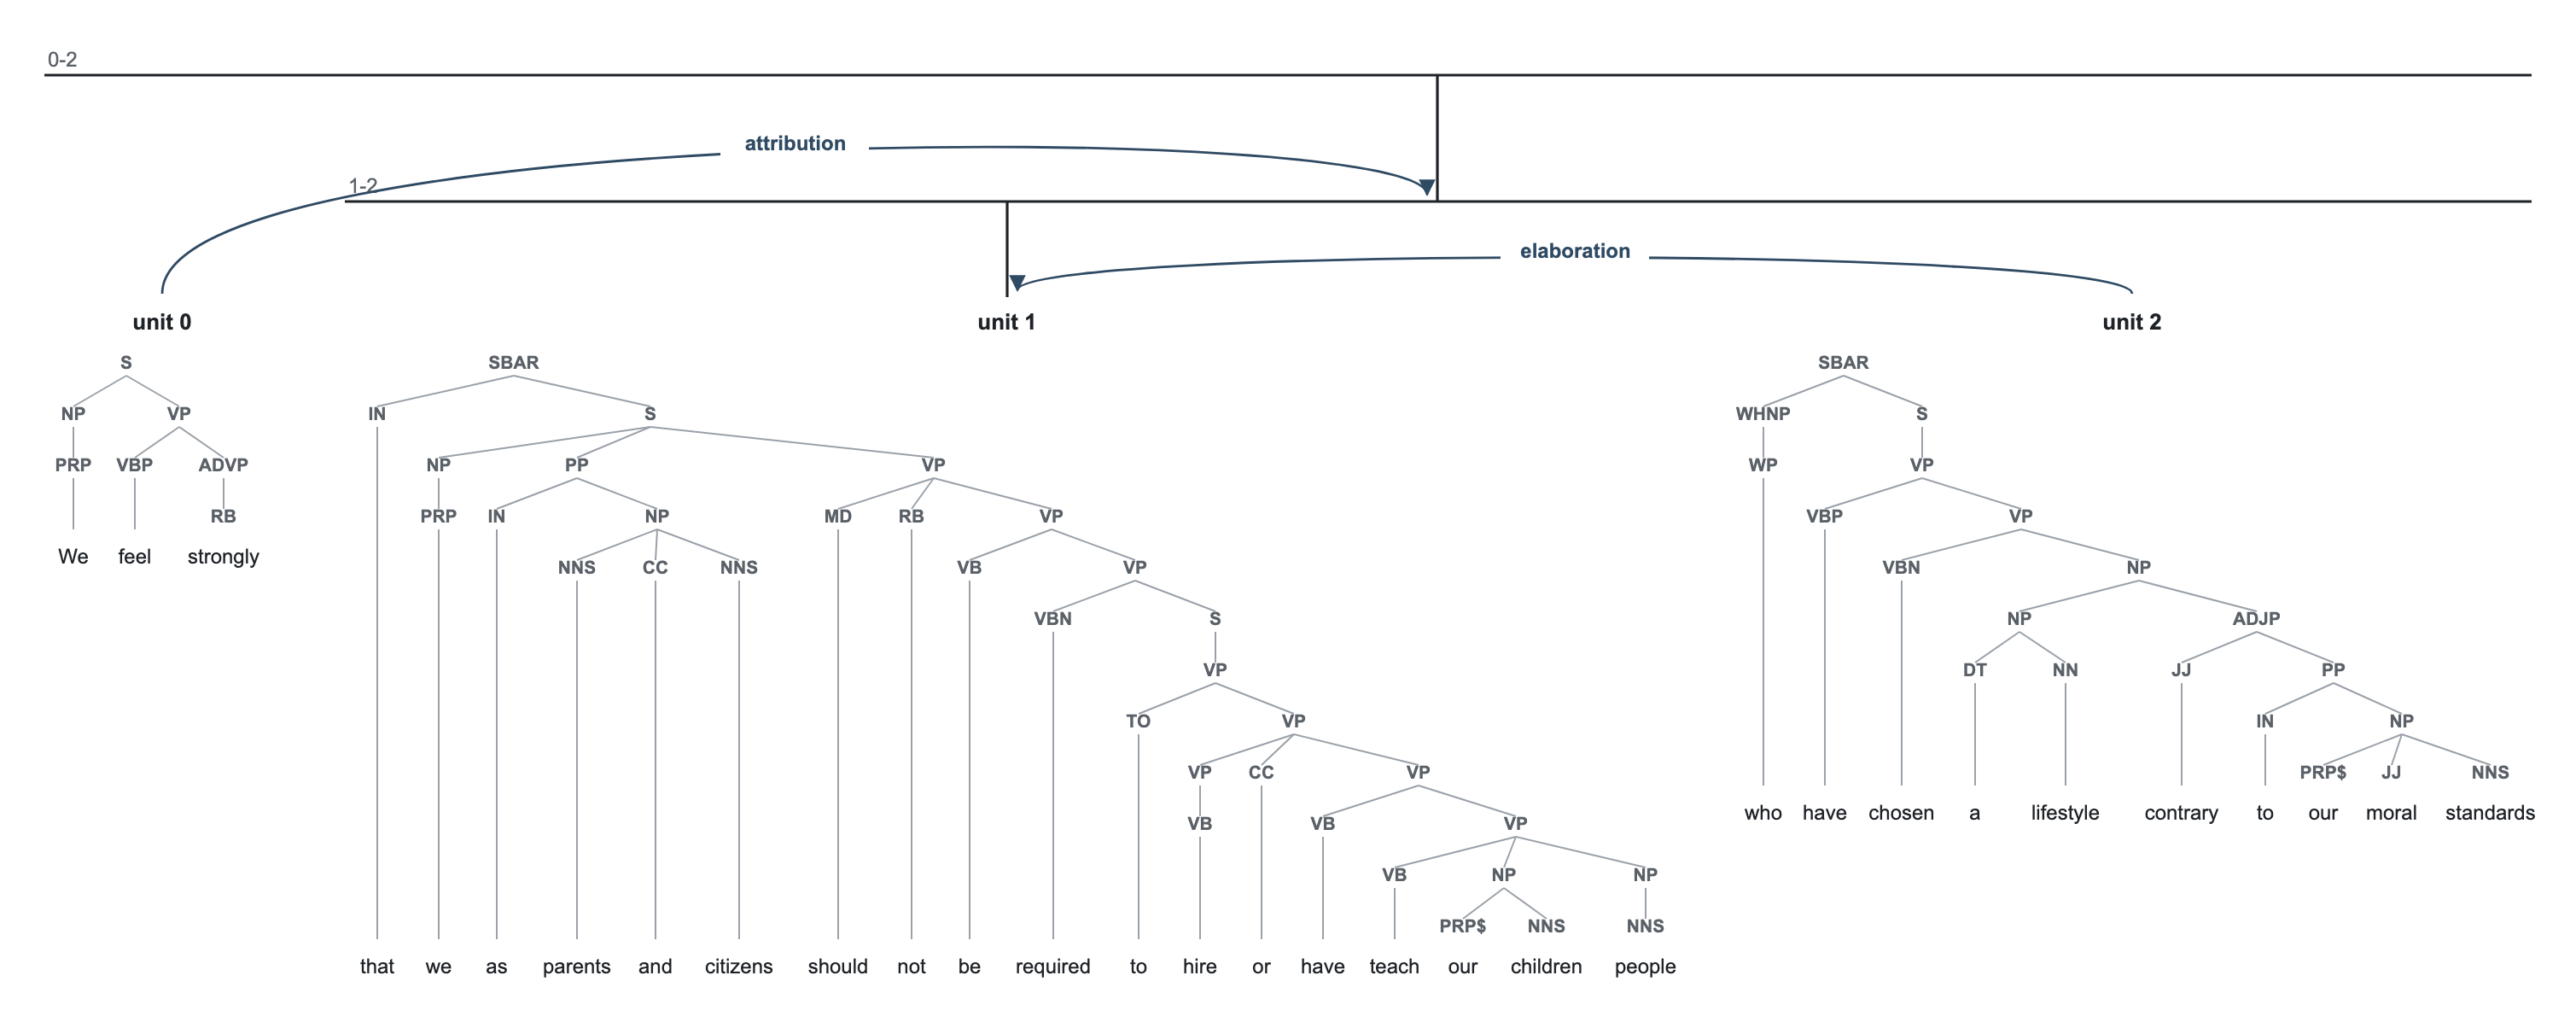 0-2
attribution
1-2
elaboration
unit 0 unit 1 unit 2
S SBAR SBAR
NP VP IN S WHNP S
PRP VBP ADVP NP PP VP WP VP
RB PRP IN NP MD RB VP VBP VP
We feel strongly NNS CC NNS VB VP VBN NP
VBN S NP ADJP
VP DT NN JJ PP
TO VP IN NP
VP CC VP PRP$ JJ NNS
who have chosen a lifestyle contrary to our moral standards
VB VB VP
VB NP NP
PRP$ NNS NNS
that we as parents and citizens should not be required to hire or have teach our children people